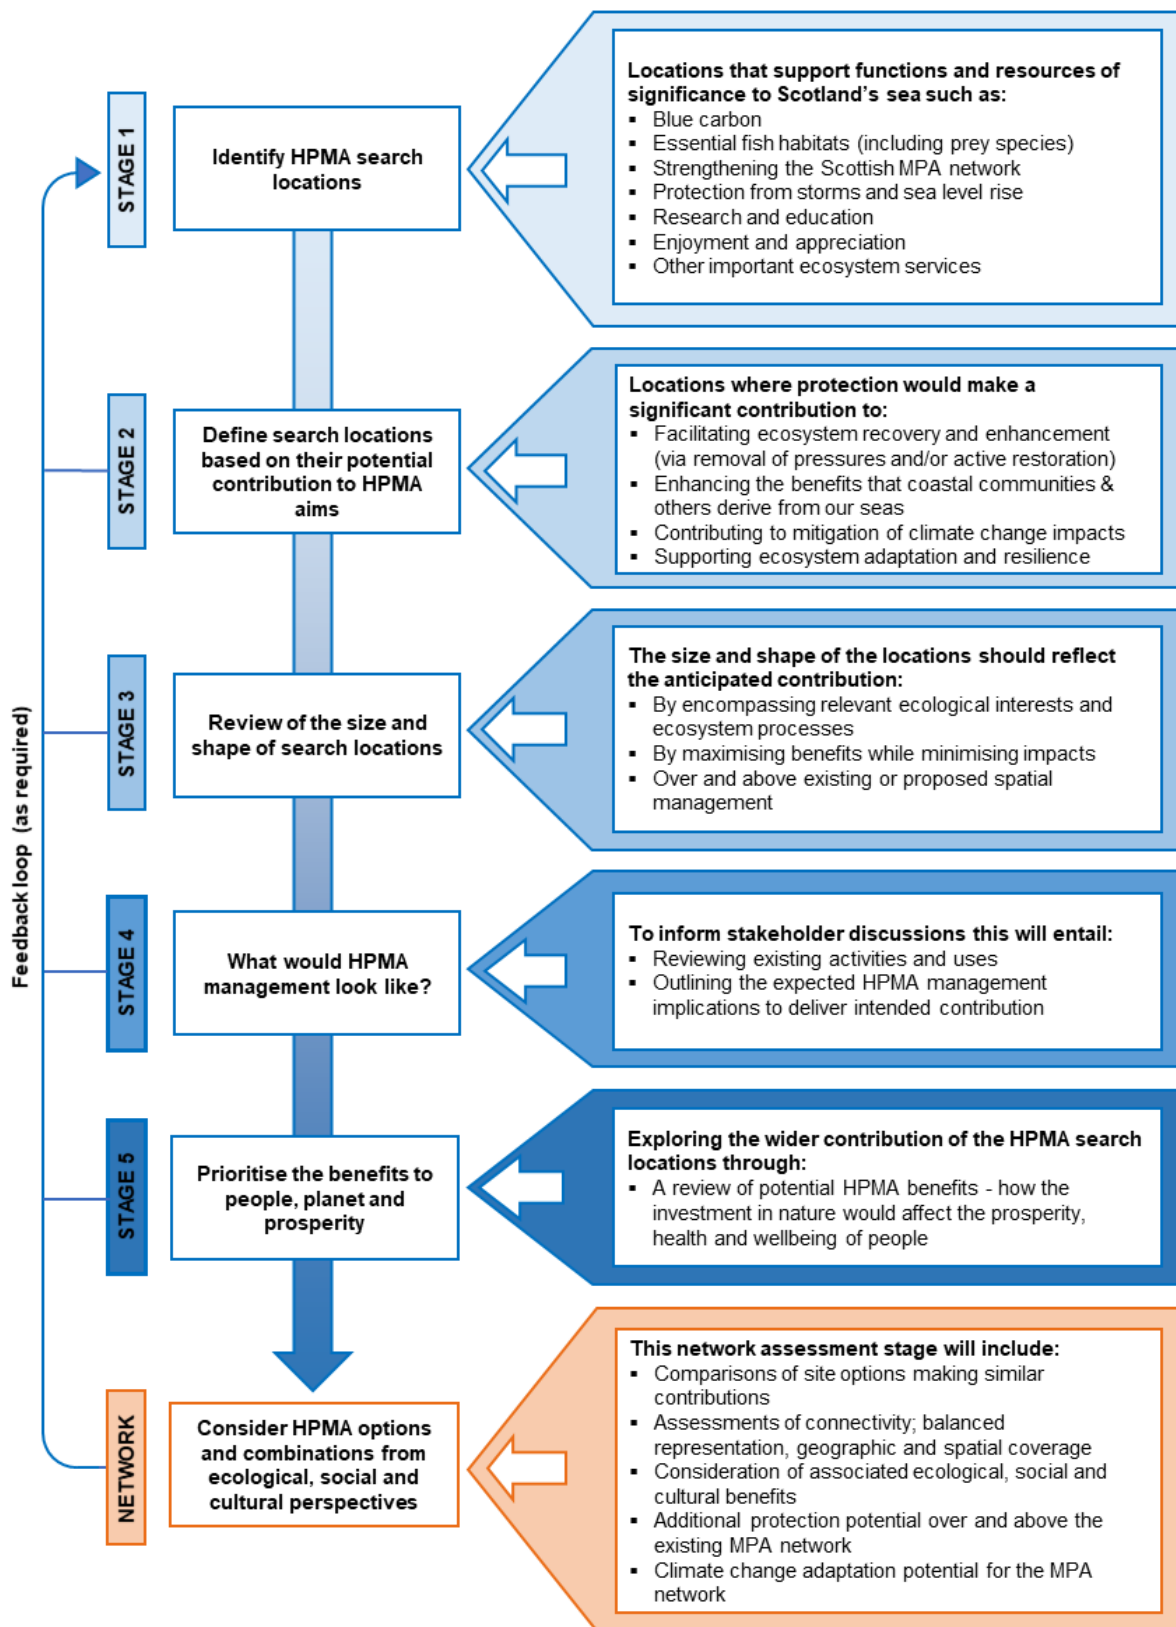 STAGE 1
Identify HPMA search
locations
Locations that support functions and resources of
significance to Scotland's sea such as:
▪ Blue carbon
▪ Essential fish habitats (including prey species)
▪ Strengthening the Scottish MPA network
▪ Protection from storms and sea level rise
▪ Research and education
▪ Enjoyment and appreciation
▪ Other important ecosystem services
STAGE 2
Define search locations
based on their potential
contribution to HPMA
aims
Locations where protection would make a
significant contribution to:
▪ Facilitating ecosystem recovery and enhancement
(via removal of pressures and/or active restoration)
▪ Enhancing the benefits that coastal communities &
others derive from our seas
▪ Contributing to mitigation of climate change impacts
▪ Supporting ecosystem adaptation and resilience
STAGE 3
Review of the size and
shape of search locations
The size and shape of the locations should reflect
the anticipated contribution:
▪ By encompassing relevant ecological interests and
ecosystem processes
▪ By maximising benefits while minimising impacts
▪ Over and above existing or proposed spatial
management
Feedback loop (as required)
STAGE 4
What would HPMA
management look like?
To inform stakeholder discussions this will entail:
▪ Reviewing existing activities and uses
▪ Outlining the expected HPMA management
implications to deliver intended contribution
STAGE 5
Prioritise the benefits to
people, planet and
prosperity
Exploring the wider contribution of the HPMA search
locations through:
▪ A review of potential HPMA benefits - how the
investment in nature would affect the prosperity,
health and wellbeing of people
NETWORK
Consider HPMA options
and combinations from
ecological, social and
cultural perspectives
This network assessment stage will include:
▪ Comparisons of site options making similar
contributions
▪ Assessments of connectivity; balanced
representation, geographic and spatial coverage
▪ Consideration of associated ecological, social and
cultural benefits
▪ Additional protection potential over and above the
existing MPA network
▪ Climate change adaptation potential for the MPA
network